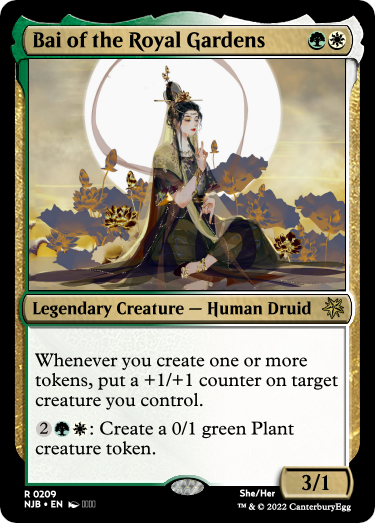 Bai of the Royal Gardens
Legendary Creature — Human Druid
Whenever you create one or more
tokens, put a +1/+1 counter on target
creature you control.
2: Create a 0/1 green Plant
creature token.
3/1
R 0209
NJB • EN
She/Her
™ & © 2022 CanterburyEgg